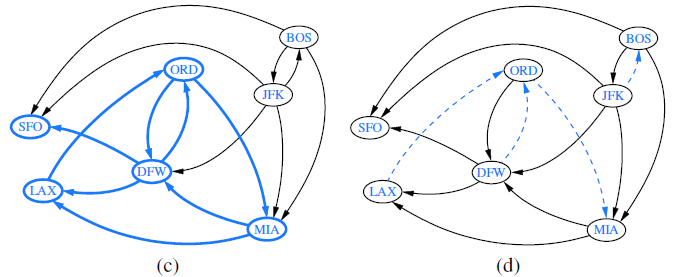 BOS
ORD
JFK
SFO
DFW
LAX
MIA
(c)
BOS
ORD
JFK
SFO
DFW
LAX
MIA
(d)